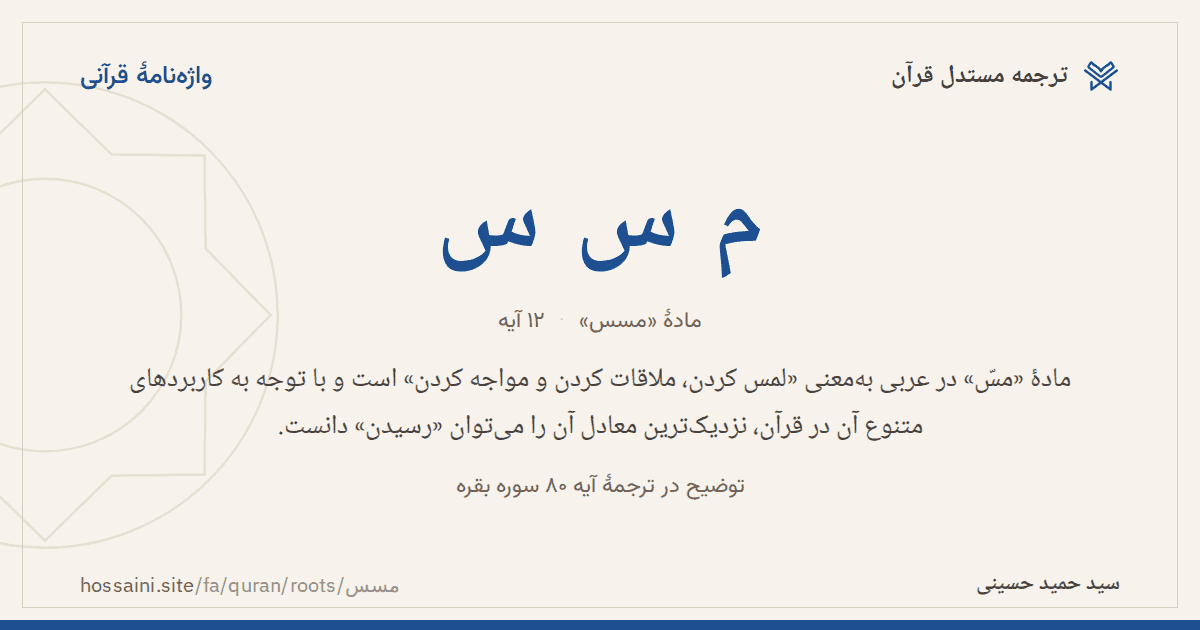 ترجمه مستدل قرآن
واژه‌نامهٔ قرآنی
م س س
مادهٔ «مسس» · ۱۲ آیه
مادهٔ «مسّ» در عربی به‌معنی «لمس کردن، ملاقات کردن و مواجه کردن» است و با توجه به کاربردهای
متنوع آن در قرآن، نزدیک‌ترین معادل آن را می‌توان «رسیدن» دانست.
توضیح در ترجمهٔ آیه ۸۰ سوره بقره
سید حمید حسینی
hossaini.site/fa/quran/roots/مسس